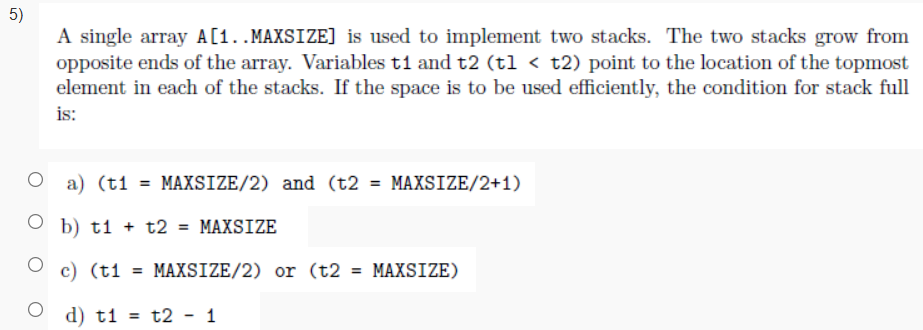 5)
A single array A[1..MAXSIZE] is used to implement two stacks. The two stacks grow from
opposite ends of the array. Variables t1 and t2 (tl < t2) point to the location of the topmost
element in each of the stacks. If the space is to be used efficiently, the condition for stack full
is:
a) (t1 = MAXSIZE/2) and (t2 = MAXSIZE/2+1)
b) t1 + t2 = MAXSIZE
c) (t1 = MAXSIZE/2) or (t2 = MAXSIZE)
d) t1 = t2 - 1